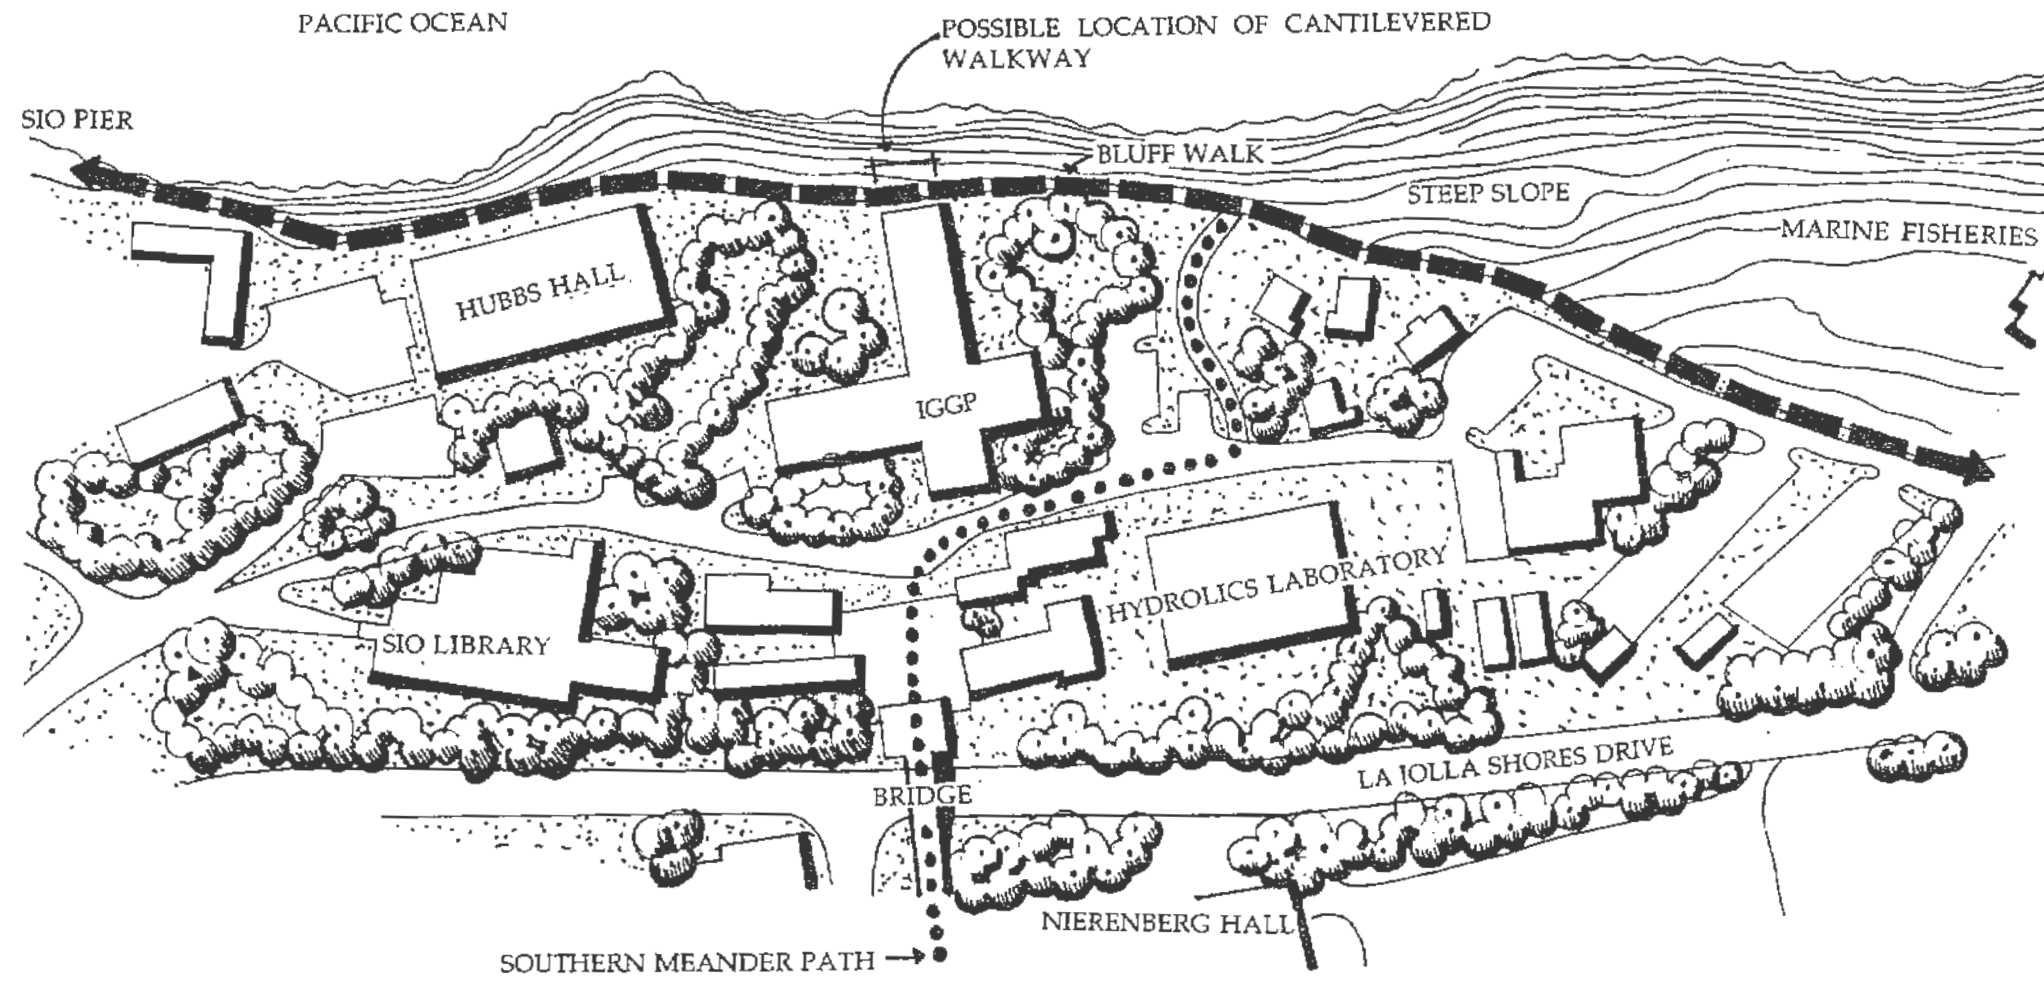 PACIFIC OCEAN
POSSIBLE LOCATION OF CANTILEVERED
WALKWAY
SIO PIER
BLUFF WALK
STEEP SLOPE
MARINE FISHERIES
HUBBS HALL
IGGP
HYDROLICS LABORATORY
SIO LIBRARY
LA JOLLA SHORES DRIVE
BRIDGE
NIERENBERG HALL
SOUTHERN MEANDER PATH